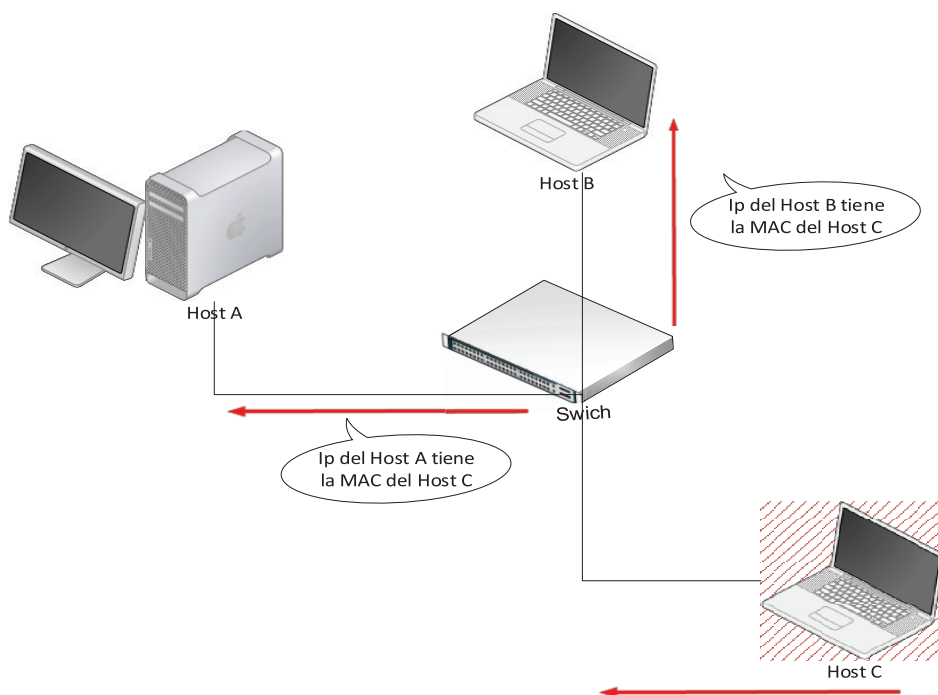 Host B
Ip del Host B tiene
la MAC del Host C
Host A
Swich
Ip del Host A tiene
la MAC del Host C
Host C